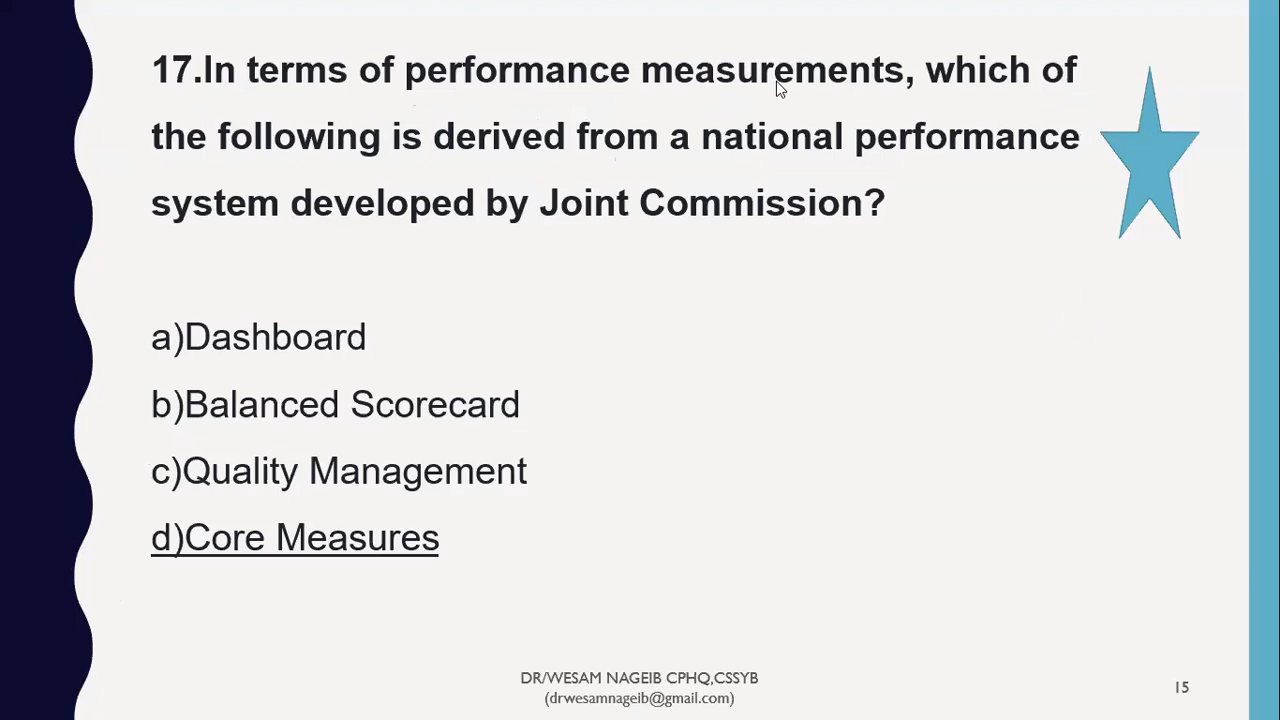 17.In terms of performance measurements, which of
the following is derived from a national performance
system developed by Joint Commission?
a)Dashboard
b)Balanced Scorecard
c)Quality Management
d)Core Measures
DR/WESAM NAGEIB CPHQ,CSSYB
(drwesamnageib@gmail.com)
15